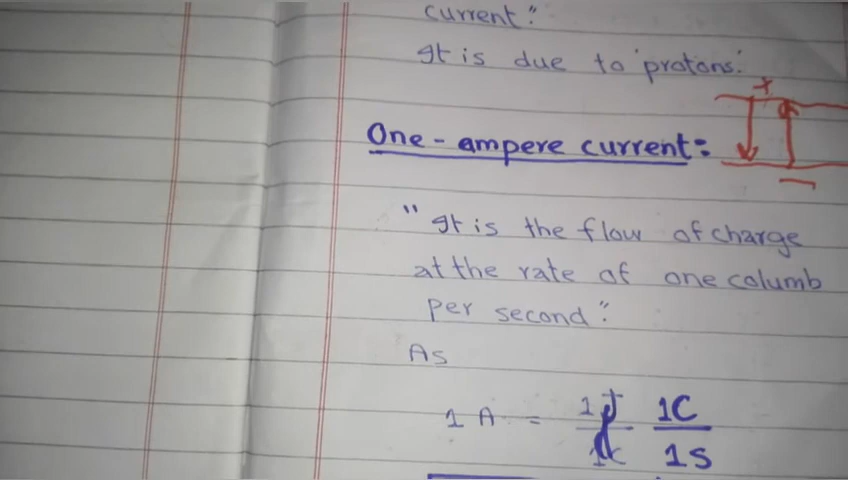 current."
It is due to 'protons'.
+
One-ampere current:
—
"It is the flow of charge
at the rate of one columb
per second".
As
1 A = 1C
1S